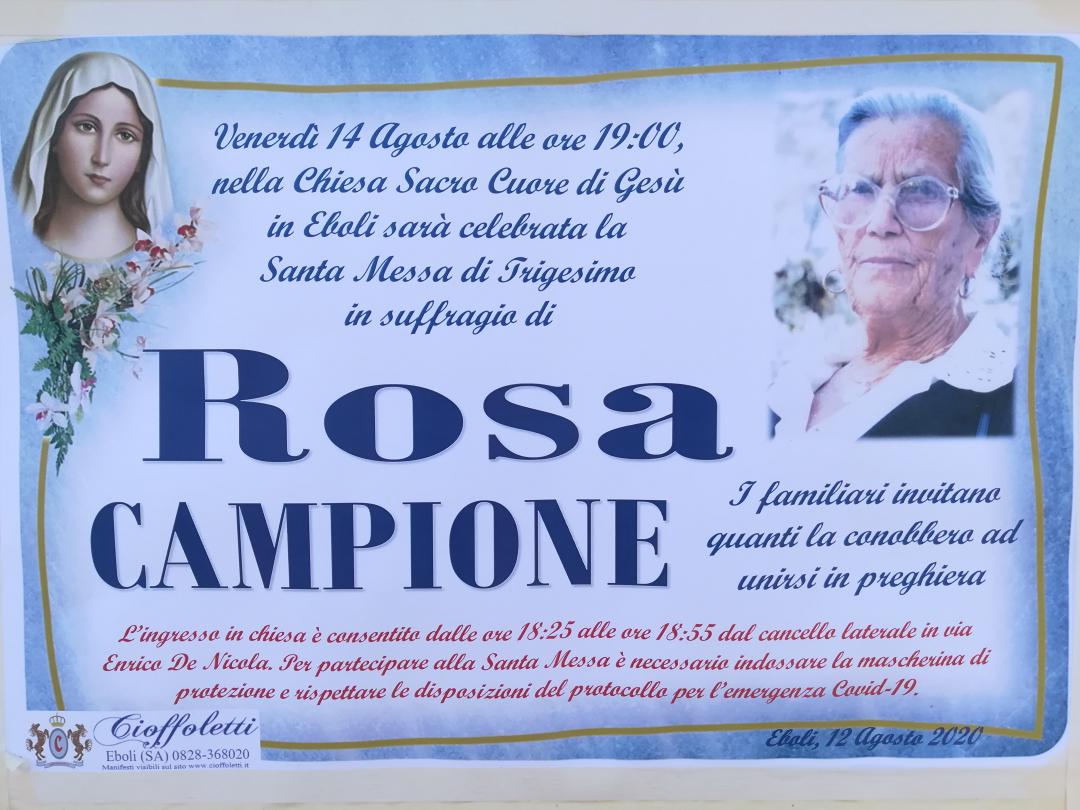 Venerdì 14 Agosto alle ore 19:00,
nella Chiesa Sacro Cuore di Gesù
in Eboli sarà celebrata la
Santa Messa di Trigesimo
in suffragio di
Rosa
CAMPIONE
I familiari invitano
quanti la conobbero ad
unirsi in preghiera
L'ingresso in chiesa è consentito dalle ore 18:25 alle ore 18:55 dal cancello laterale in via
Enrico De Nicola. Per partecipare alla Santa Messa è necessario indossare la mascherina di
protezione e rispettare le disposizioni del protocollo per l'emergenza Covid-19.
C
Cioffoletti
Eboli (SA) 0828-368020
Manifesti visibili sul sito www.cioffoletti.it
Eboli, 12 Agosto 2020